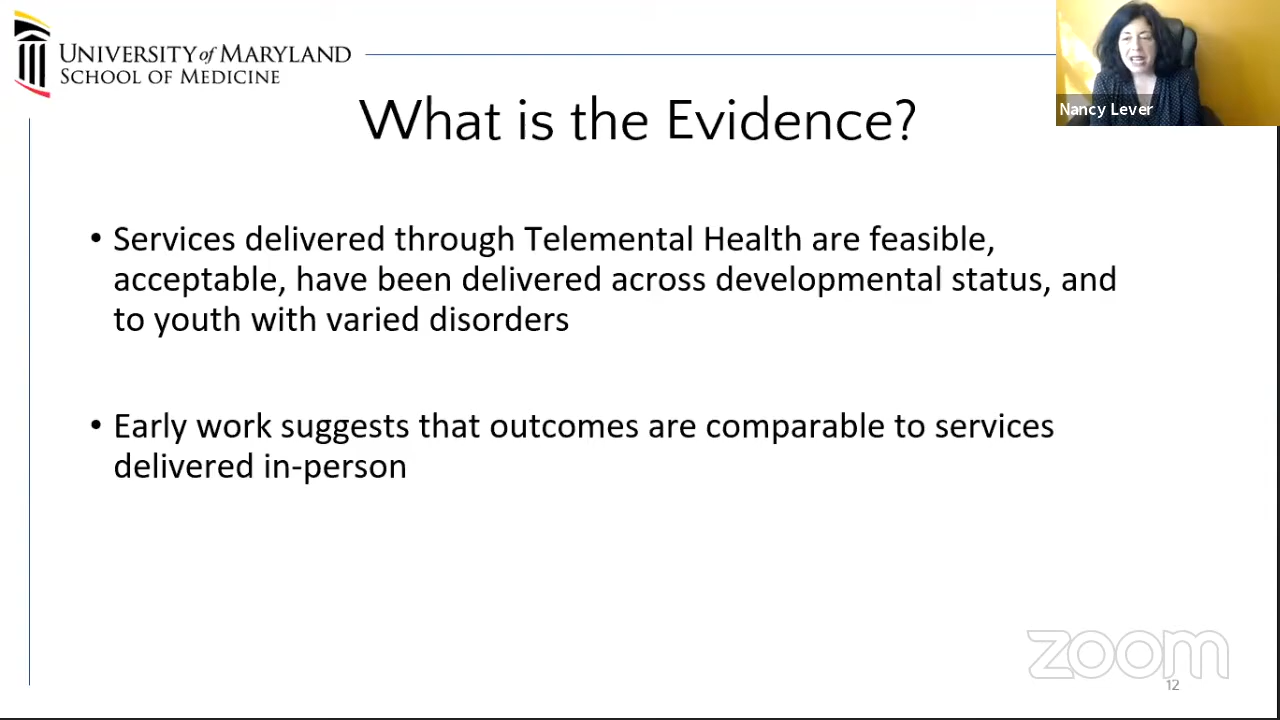 UNIVERSITY of MARYLAND
SCHOOL OF MEDICINE
Nancy Lever
What is the Evidence?
• Services delivered through Telemental Health are feasible,
acceptable, have been delivered across developmental status, and
to youth with varied disorders
• Early work suggests that outcomes are comparable to services
delivered in-person
zoom
12